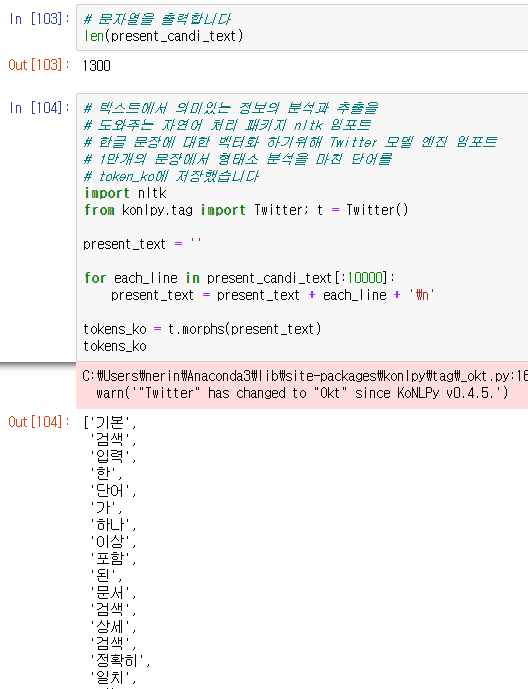 In [103]:
# 문자열을 출력합니다
len(present_candi_text)
Out[103]: 1300
In [104]:
# 텍스트에서 의미있는 정보의 분석과 추출을
# 도와주는 자연어 처리 패키지 nltk 임포트
# 한글 문장에 대한 벡터화 하기위해 Twitter 모델 엔진 임포트
# 1만개의 문장에서 형태소 분석을 마친 단어를
# token_ko에 저장했습니다
import nltk
from konlpy.tag import Twitter; t = Twitter()
present_text = ''
for each_line in present_candi_text[:10000]:
present_text = present_text + each_line + '₩n'
tokens_ko = t.morphs(present_text)
tokens_ko
C:₩Users₩nerin₩Anaconda3₩lib₩site-packages₩konlpy₩tag₩_okt.py:16
warn('"Twitter" has changed to "Okt" since KoNLPy v0.4.5.')
Out[104]: ['기본',
'검색',
'입력',
'한',
'단어',
'가',
'하나',
'이상',
'포함',
'된',
'문서',
'검색',
'상세',
'검색',
'정확히',
'일치',